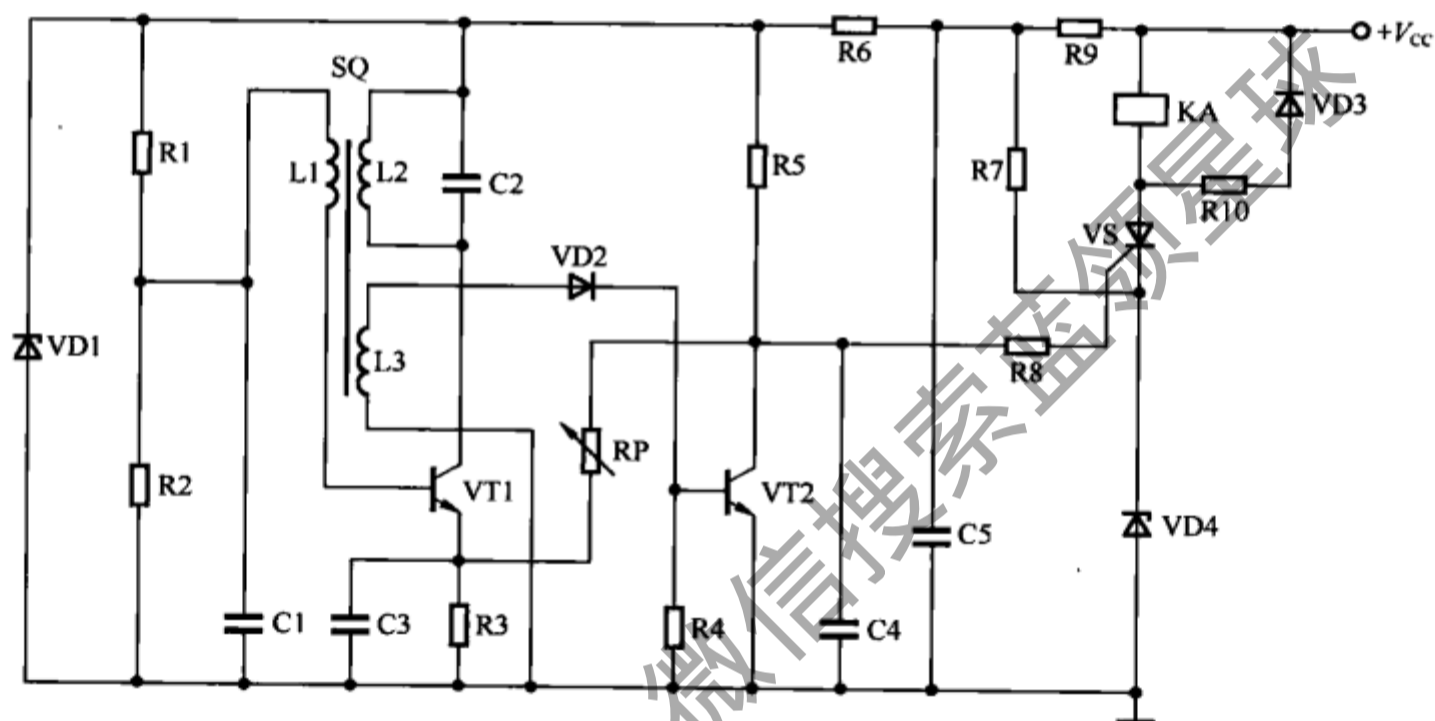 +VCC
SQ
R6
R9
R1
L1
L2
C2
R5
R7
KA
VD3
R10
VS
VD2
VD1
L3
R8
RP
R2
VT1
VT2
C5
VD4
C1
C3
R3
R4
C4
微信搜索蓝领星球